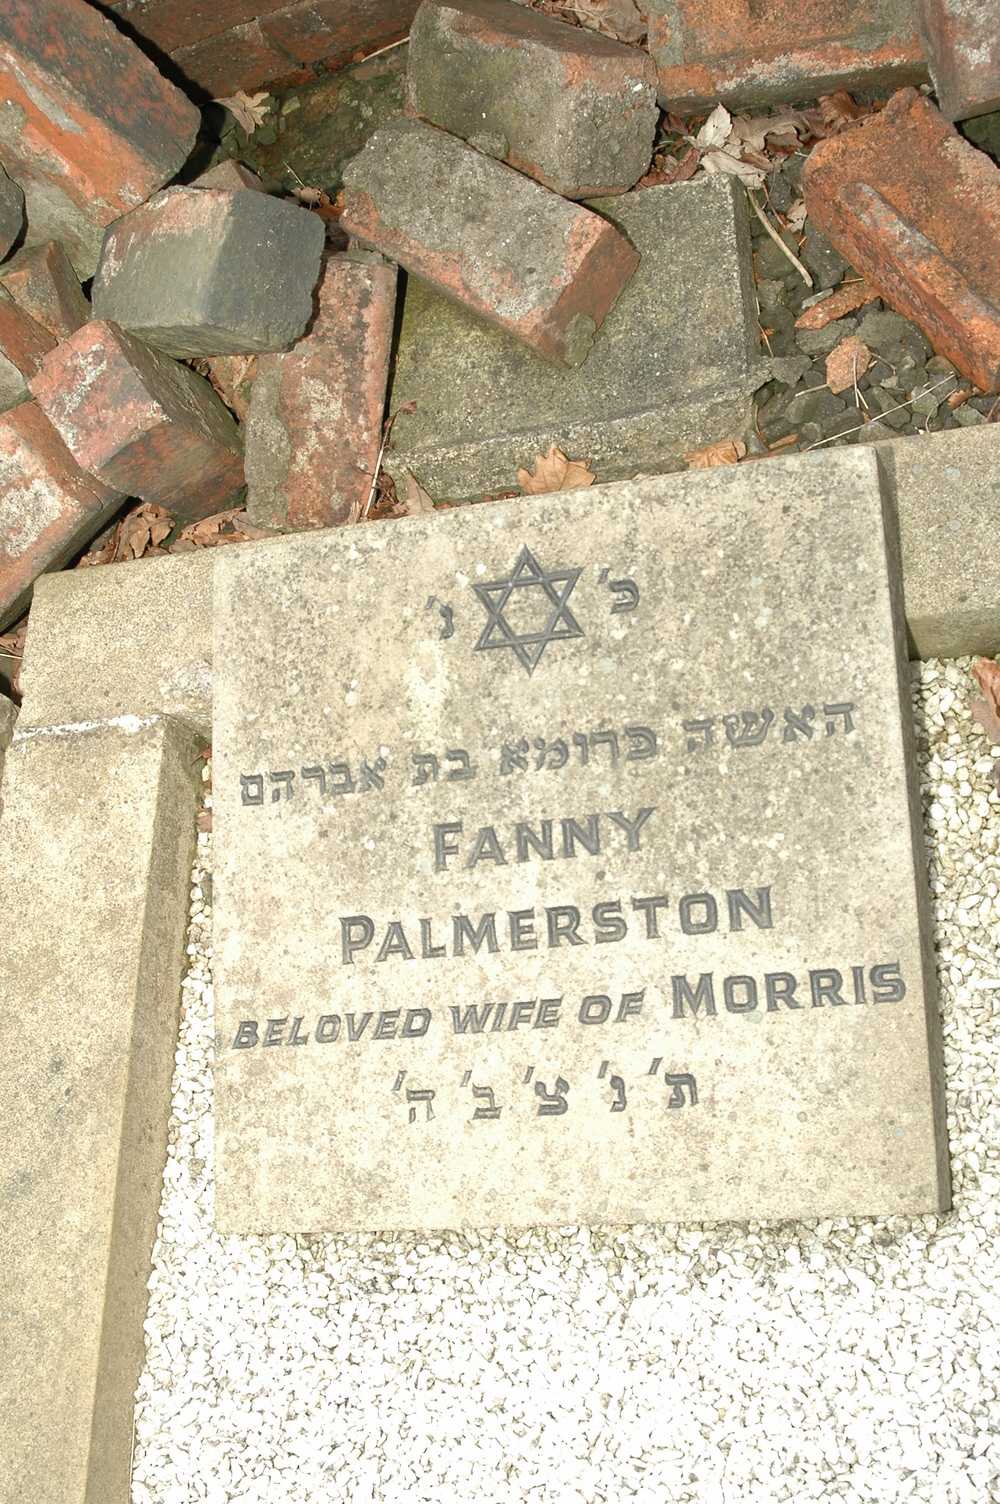 פ' נ'
האשה פרומא בת אברהם
FANNY
PALMERSTON
BELOVED WIFE OF MORRIS
ת' נ' צ' ב' ה'